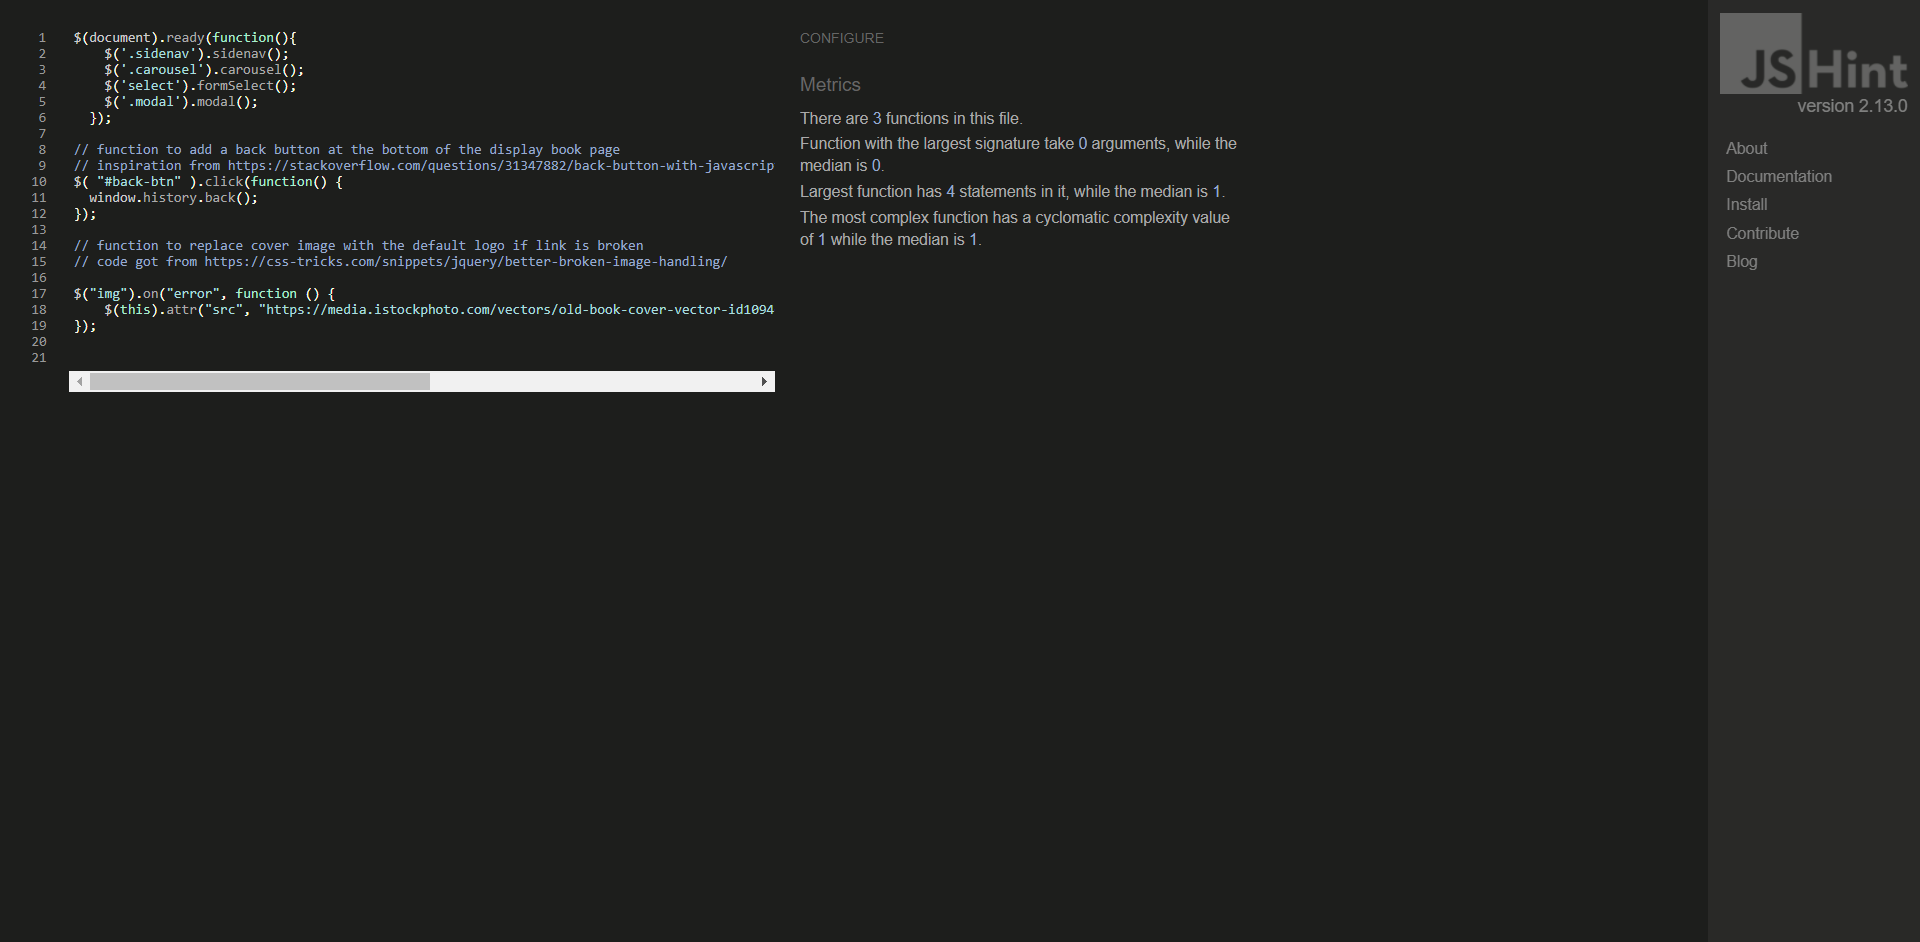 1 $(document).ready(function(){
2 $('.sidenav').sidenav();
3 $('.carousel').carousel();
4 $('select').formSelect();
5 $('.modal').modal();
6 });
7
8 // function to add a back button at the bottom of the display book page
9 // inspiration from https://stackoverflow.com/questions/31347882/back-button-with-javascrip
10 $( "#back-btn" ).click(function() {
11 window.history.back();
12 });
13
14 // function to replace cover image with the default logo if link is broken
15 // code got from https://css-tricks.com/snippets/jquery/better-broken-image-handling/
16
17 $("img").on("error", function () {
18 $(this).attr("src", "https://media.istockphoto.com/vectors/old-book-cover-vector-id1094
19 });
20
21
CONFIGURE
Metrics
There are 3 functions in this file.
Function with the largest signature take 0 arguments, while the
median is 0.
Largest function has 4 statements in it, while the median is 1.
The most complex function has a cyclomatic complexity value
of 1 while the median is 1.
JSHint
version 2.13.0
About
Documentation
Install
Contribute
Blog